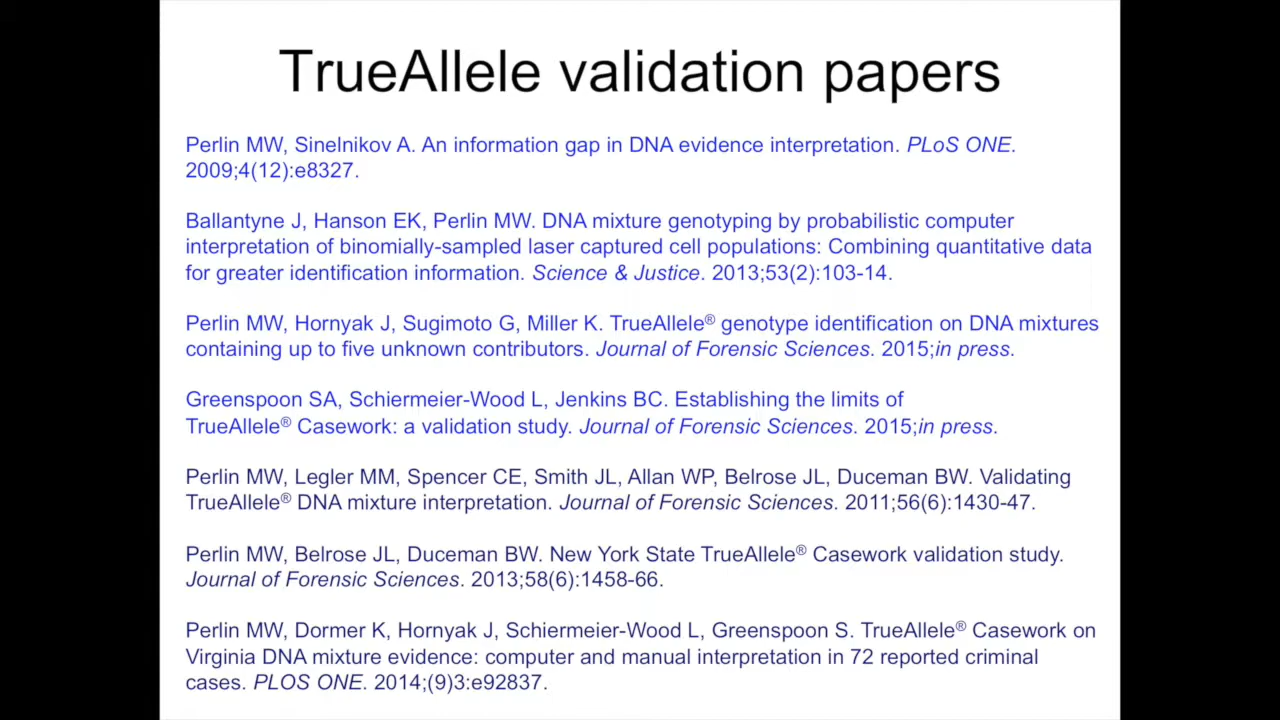 TrueAllele validation papers
Perlin MW, Sinelnikov A. An information gap in DNA evidence interpretation. PLoS ONE.
2009;4(12):e8327.
Ballantyne J, Hanson EK, Perlin MW. DNA mixture genotyping by probabilistic computer
interpretation of binomially-sampled laser captured cell populations: Combining quantitative data
for greater identification information. Science & Justice. 2013;53(2):103-14.
Perlin MW, Hornyak J, Sugimoto G, Miller K. TrueAllele® genotype identification on DNA mixtures
containing up to five unknown contributors. Journal of Forensic Sciences. 2015;in press.
Greenspoon SA, Schiermeier-Wood L, Jenkins BC. Establishing the limits of
TrueAllele® Casework: a validation study. Journal of Forensic Sciences. 2015;in press.
Perlin MW, Legler MM, Spencer CE, Smith JL, Allan WP, Belrose JL, Duceman BW. Validating
TrueAllele® DNA mixture interpretation. Journal of Forensic Sciences. 2011;56(6):1430-47.
Perlin MW, Belrose JL, Duceman BW. New York State TrueAllele® Casework validation study.
Journal of Forensic Sciences. 2013;58(6):1458-66.
Perlin MW, Dormer K, Hornyak J, Schiermeier-Wood L, Greenspoon S. TrueAllele® Casework on
Virginia DNA mixture evidence: computer and manual interpretation in 72 reported criminal
cases. PLOS ONE. 2014;(9)3:e92837.